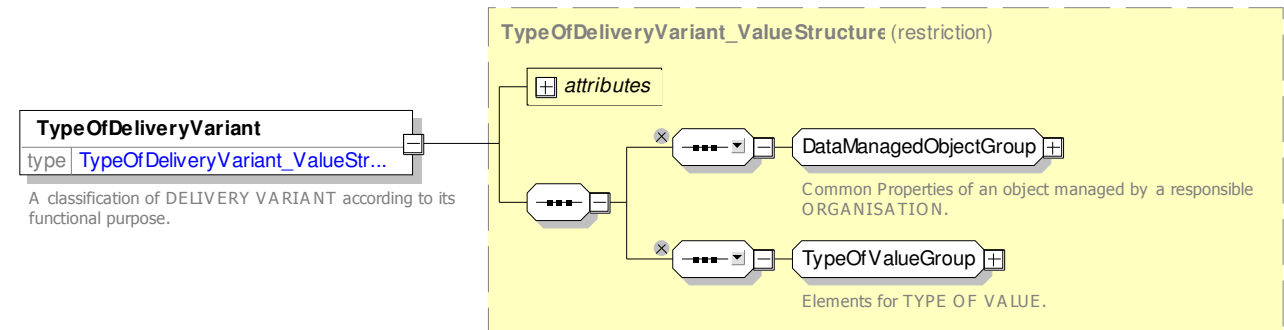 TypeOfDeliveryVariant_ValueStructure (restriction)
attributes
TypeOfDeliveryVariant
type TypeOfDeliveryVariant_ValueStr...
A classification of DELIVERY VARIANT according to its
functional purpose.
DataManagedObjectGroup
Common Properties of an object managed by a responsible
ORGANISATION.
TypeOfValueGroup
Elements for TYPE OF VALUE.